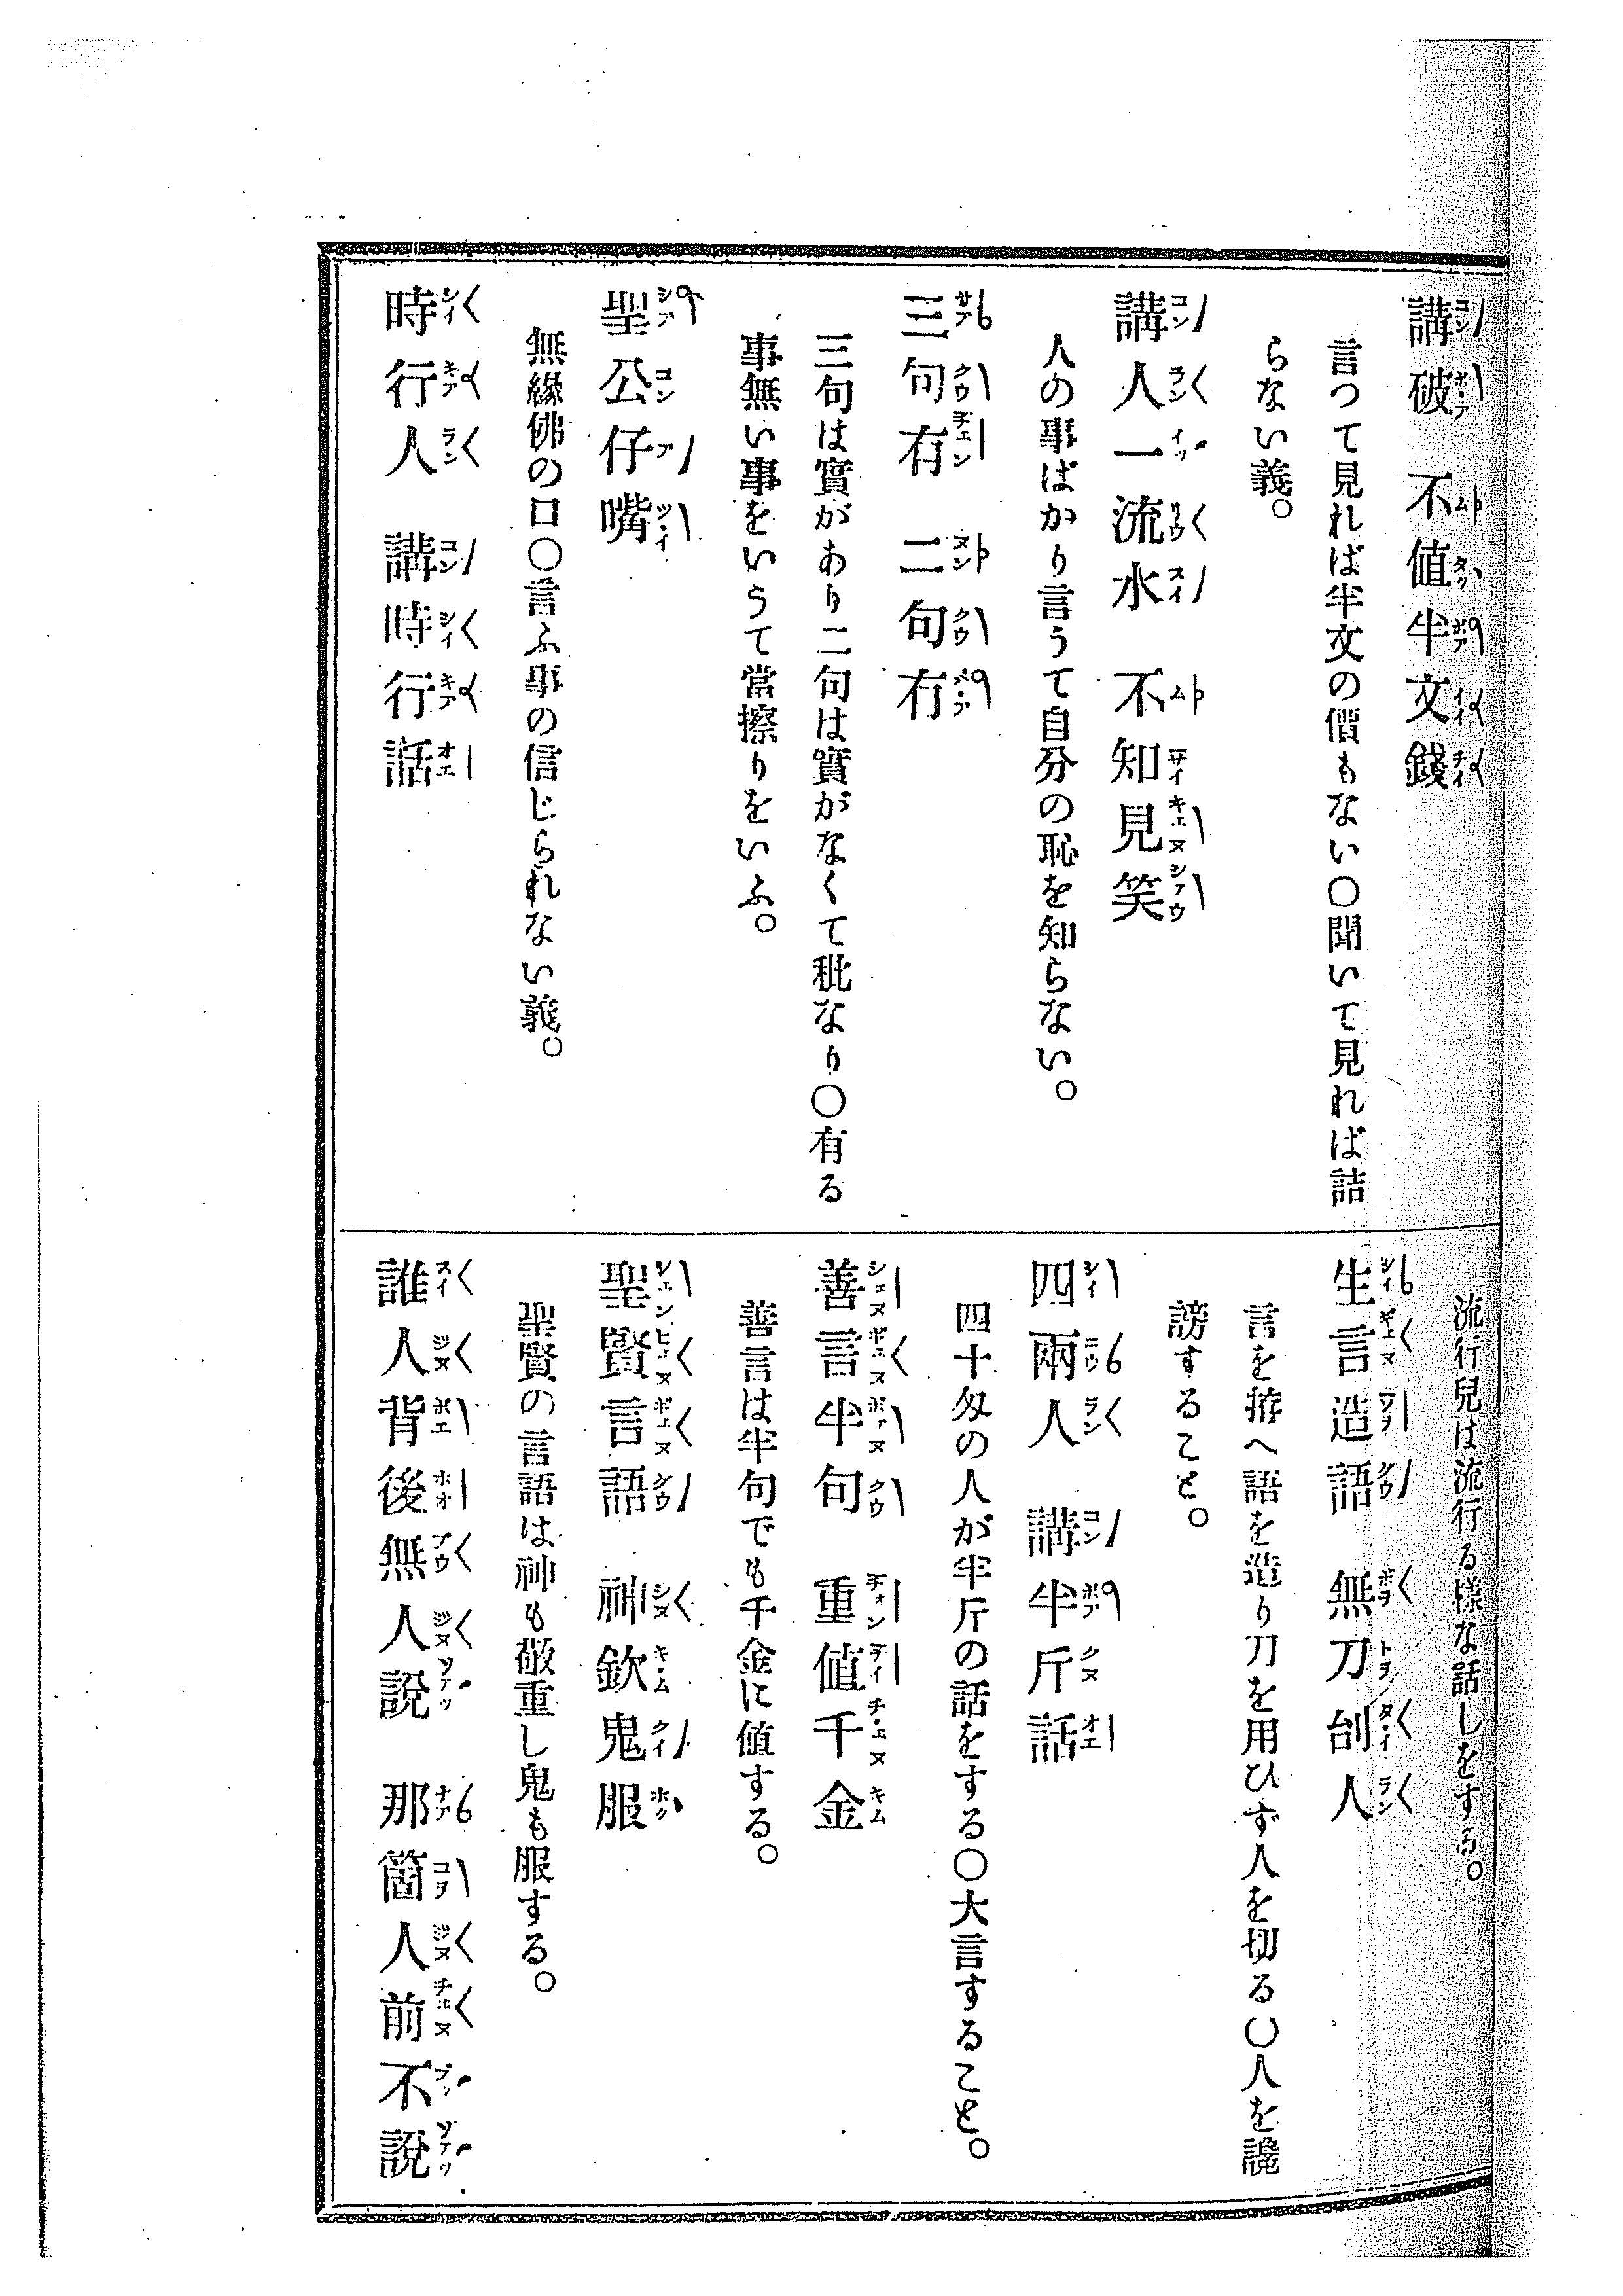 講破　不値半文錢
言つて見れば半文の價もない〇聞いて見れば詰
らない義。
講人一流水　不知見笑
人の事ばかり言うて自分の恥を知らない。
三句有　二句冇
三句は實があり二句は實がなくて秕なり〇有る
事無い事をいうて當擦りをいふ。
聖公仔嘴
無緣佛の口〇言ふ事の信じられない義。
時行人　講時行話
流行兒は流行る樣な話しをする。
生言造語　無刀刣人
言を拵へ語を造り刀を用ひず人を切る〇人を讒
謗すること。
四兩人　講半斤話
四十匁の人が半斤の話をする〇大言すること。
善言半句　重値千金
善言は半句でも千金に値する。
聖賢言語　神欽鬼服
聖賢の言語は神も敬重し鬼も服する。
誰人背後無人說　那箇人前不說